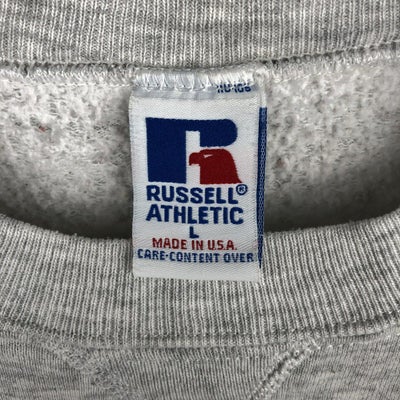 RUSSELL®
ATHLETIC
L
MADE IN U.S.A.
CARE-CONTENT OVER